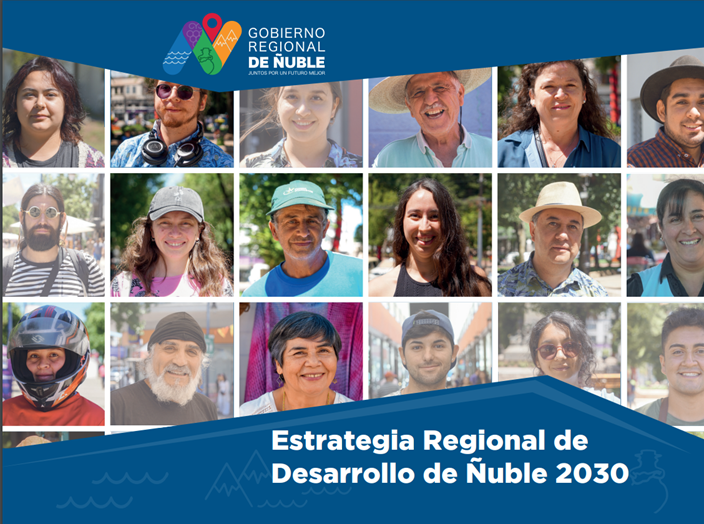 GOBIERNO
REGIONAL
DE ÑUBLE
JUNTOS POR UN FUTURO MEJOR
Estrategia Regional de
Desarrollo de Ñuble 2030